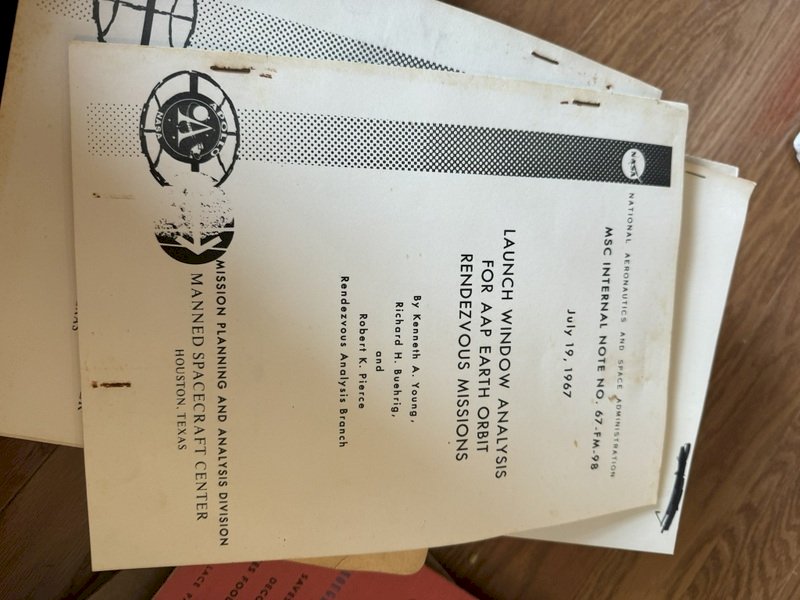 NASA
NATIONAL AERONAUTICS AND SPACE ADMINISTRATION
MSC INTERNAL NOTE NO. 67-FM-98
July 19, 1967
LAUNCH WINDOW ANALYSIS
FOR AAP EARTH ORBIT
RENDEZVOUS MISSIONS
By Kenneth A. Young,
Richard H. Buehrig,
and
Robert K. Pierce
Rendezvous Analysis Branch
APOLLO
NASA
MISSION PLANNING AND ANALYSIS DIVISION
MANNED SPACECRAFT CENTER
HOUSTON, TEXAS